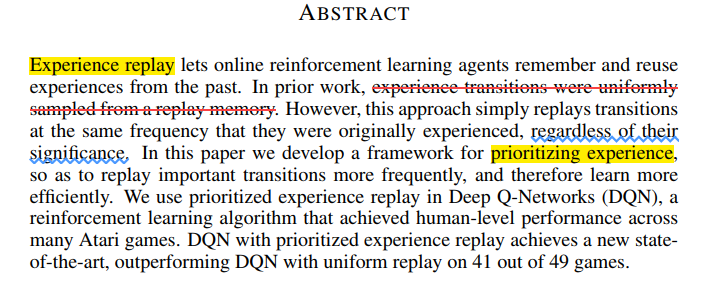 ABSTRACT
Experience replay lets online reinforcement learning agents remember and reuse
experiences from the past. In prior work, experience transitions were uniformly
sampled from a replay memory. However, this approach simply replays transitions
at the same frequency that they were originally experienced, regardless of their
significance. In this paper we develop a framework for prioritizing experience,
so as to replay important transitions more frequently, and therefore learn more
efficiently. We use prioritized experience replay in Deep Q-Networks (DQN), a
reinforcement learning algorithm that achieved human-level performance across
many Atari games. DQN with prioritized experience replay achieves a new state-
of-the-art, outperforming DQN with uniform replay on 41 out of 49 games.